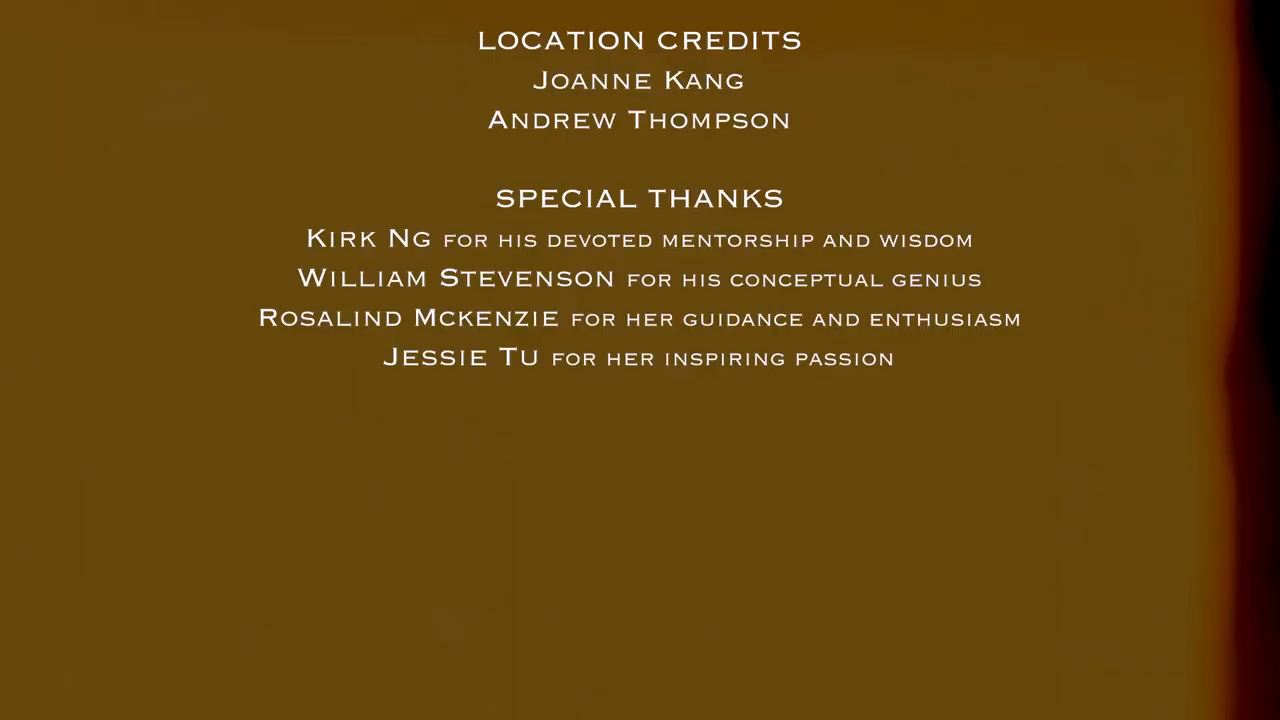 LOCATION CREDITS
JOANNE KANG
ANDREW THOMPSON
SPECIAL THANKS
KIRK NG FOR HIS DEVOTED MENTORSHIP AND WISDOM
WILLIAM STEVENSON FOR HIS CONCEPTUAL GENIUS
ROSALIND MCKENZIE FOR HER GUIDANCE AND ENTHUSIASM
JESSIE TU FOR HER INSPIRING PASSION